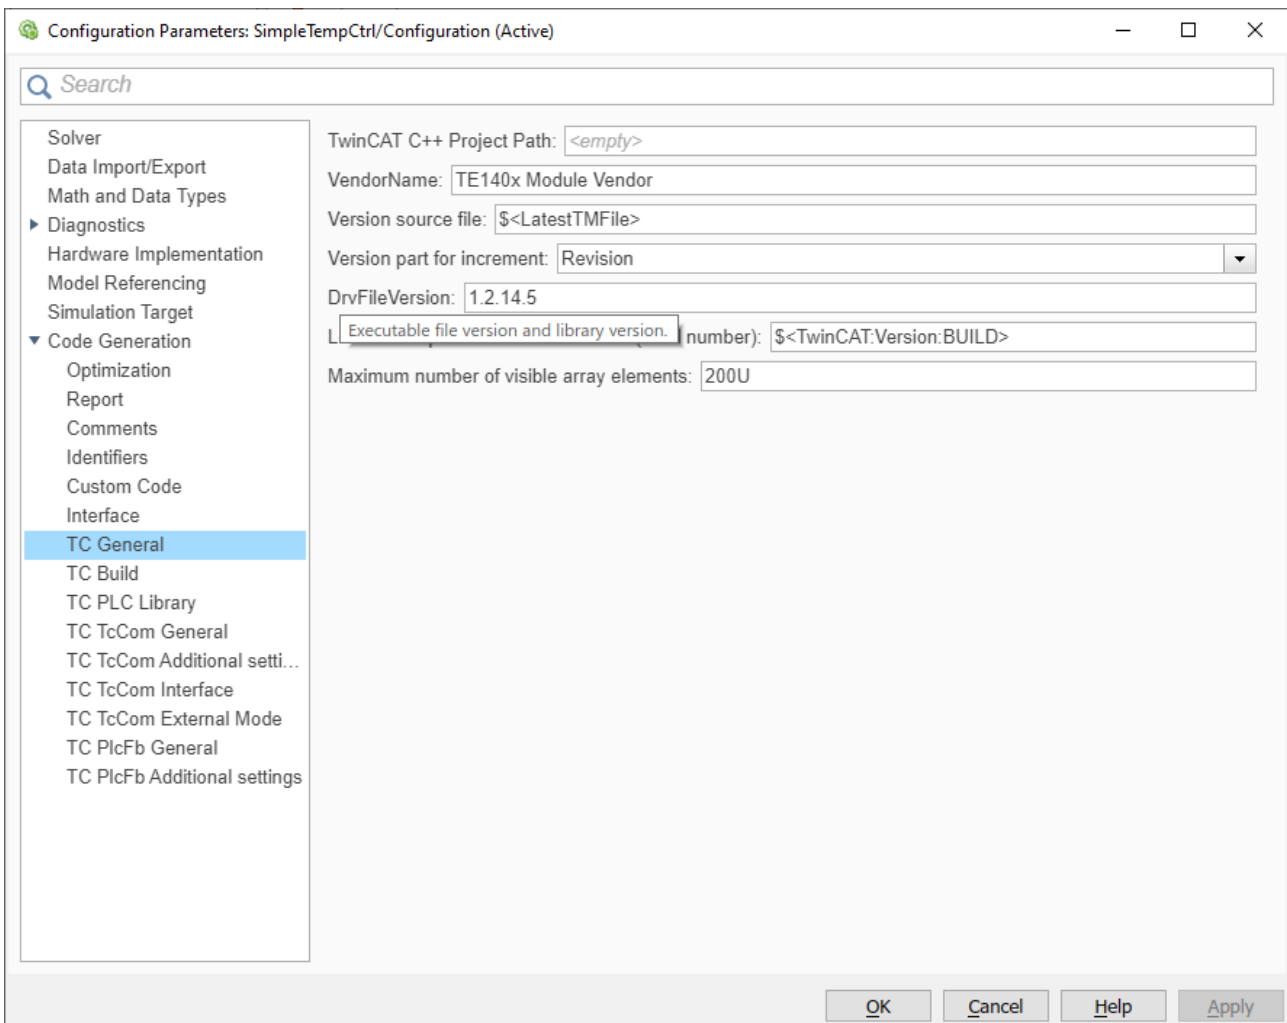 Configuration Parameters: SimpleTempCtrl/Configuration (Active)
Search
Solver
Data Import/Export
Math and Data Types
Diagnostics
Hardware Implementation
Model Referencing
Simulation Target
Code Generation
Optimization
Report
Comments
Identifiers
Custom Code
Interface
TC General
TC Build
TC PLC Library
TC TcCom General
TC TcCom Additional setti...
TC TcCom Interface
TC TcCom External Mode
TC PlcFb General
TC PlcFb Additional settings
TwinCAT C++ Project Path: <empty>
VendorName: TE140x Module Vendor
Version source file: $<LatestTMFile>
Version part for increment: Revision
DrvFileVersion: 1.2.14.5
Executable file version and library version.
number): $<TwinCAT:Version:BUILD>
Maximum number of visible array elements: 200U
OK Cancel Help Apply